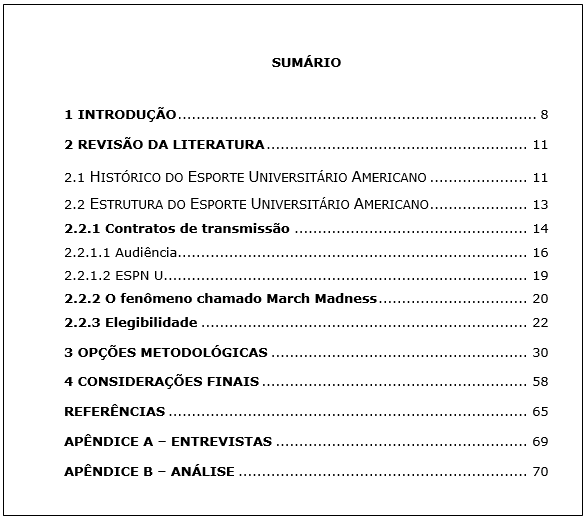 SUMÁRIO
1 INTRODUÇÃO.............................................................................. 8
2 REVISÃO DA LITERATURA......................................................... 11
2.1 HISTÓRICO DO ESPORTE UNIVERSITÁRIO AMERICANO ..................... 11
2.2 ESTRUTURA DO ESPORTE UNIVERSITÁRIO AMERICANO..................... 13
2.2.1 Contratos de transmissão .................................................. 14
2.2.1.1 Audiência........................................................................... 16
2.2.1.2 ESPN U.............................................................................. 19
2.2.2 O fenômeno chamado March Madness................................ 20
2.2.3 Elegibilidade ...................................................................... 22
3 OPÇÕES METODOLÓGICAS ....................................................... 30
4 CONSIDERAÇÕES FINAIS......................................................... 58
REFERÊNCIAS ............................................................................. 65
APÊNDICE A – ENTREVISTAS ...................................................... 69
APÊNDICE B – ANÁLISE .............................................................. 70